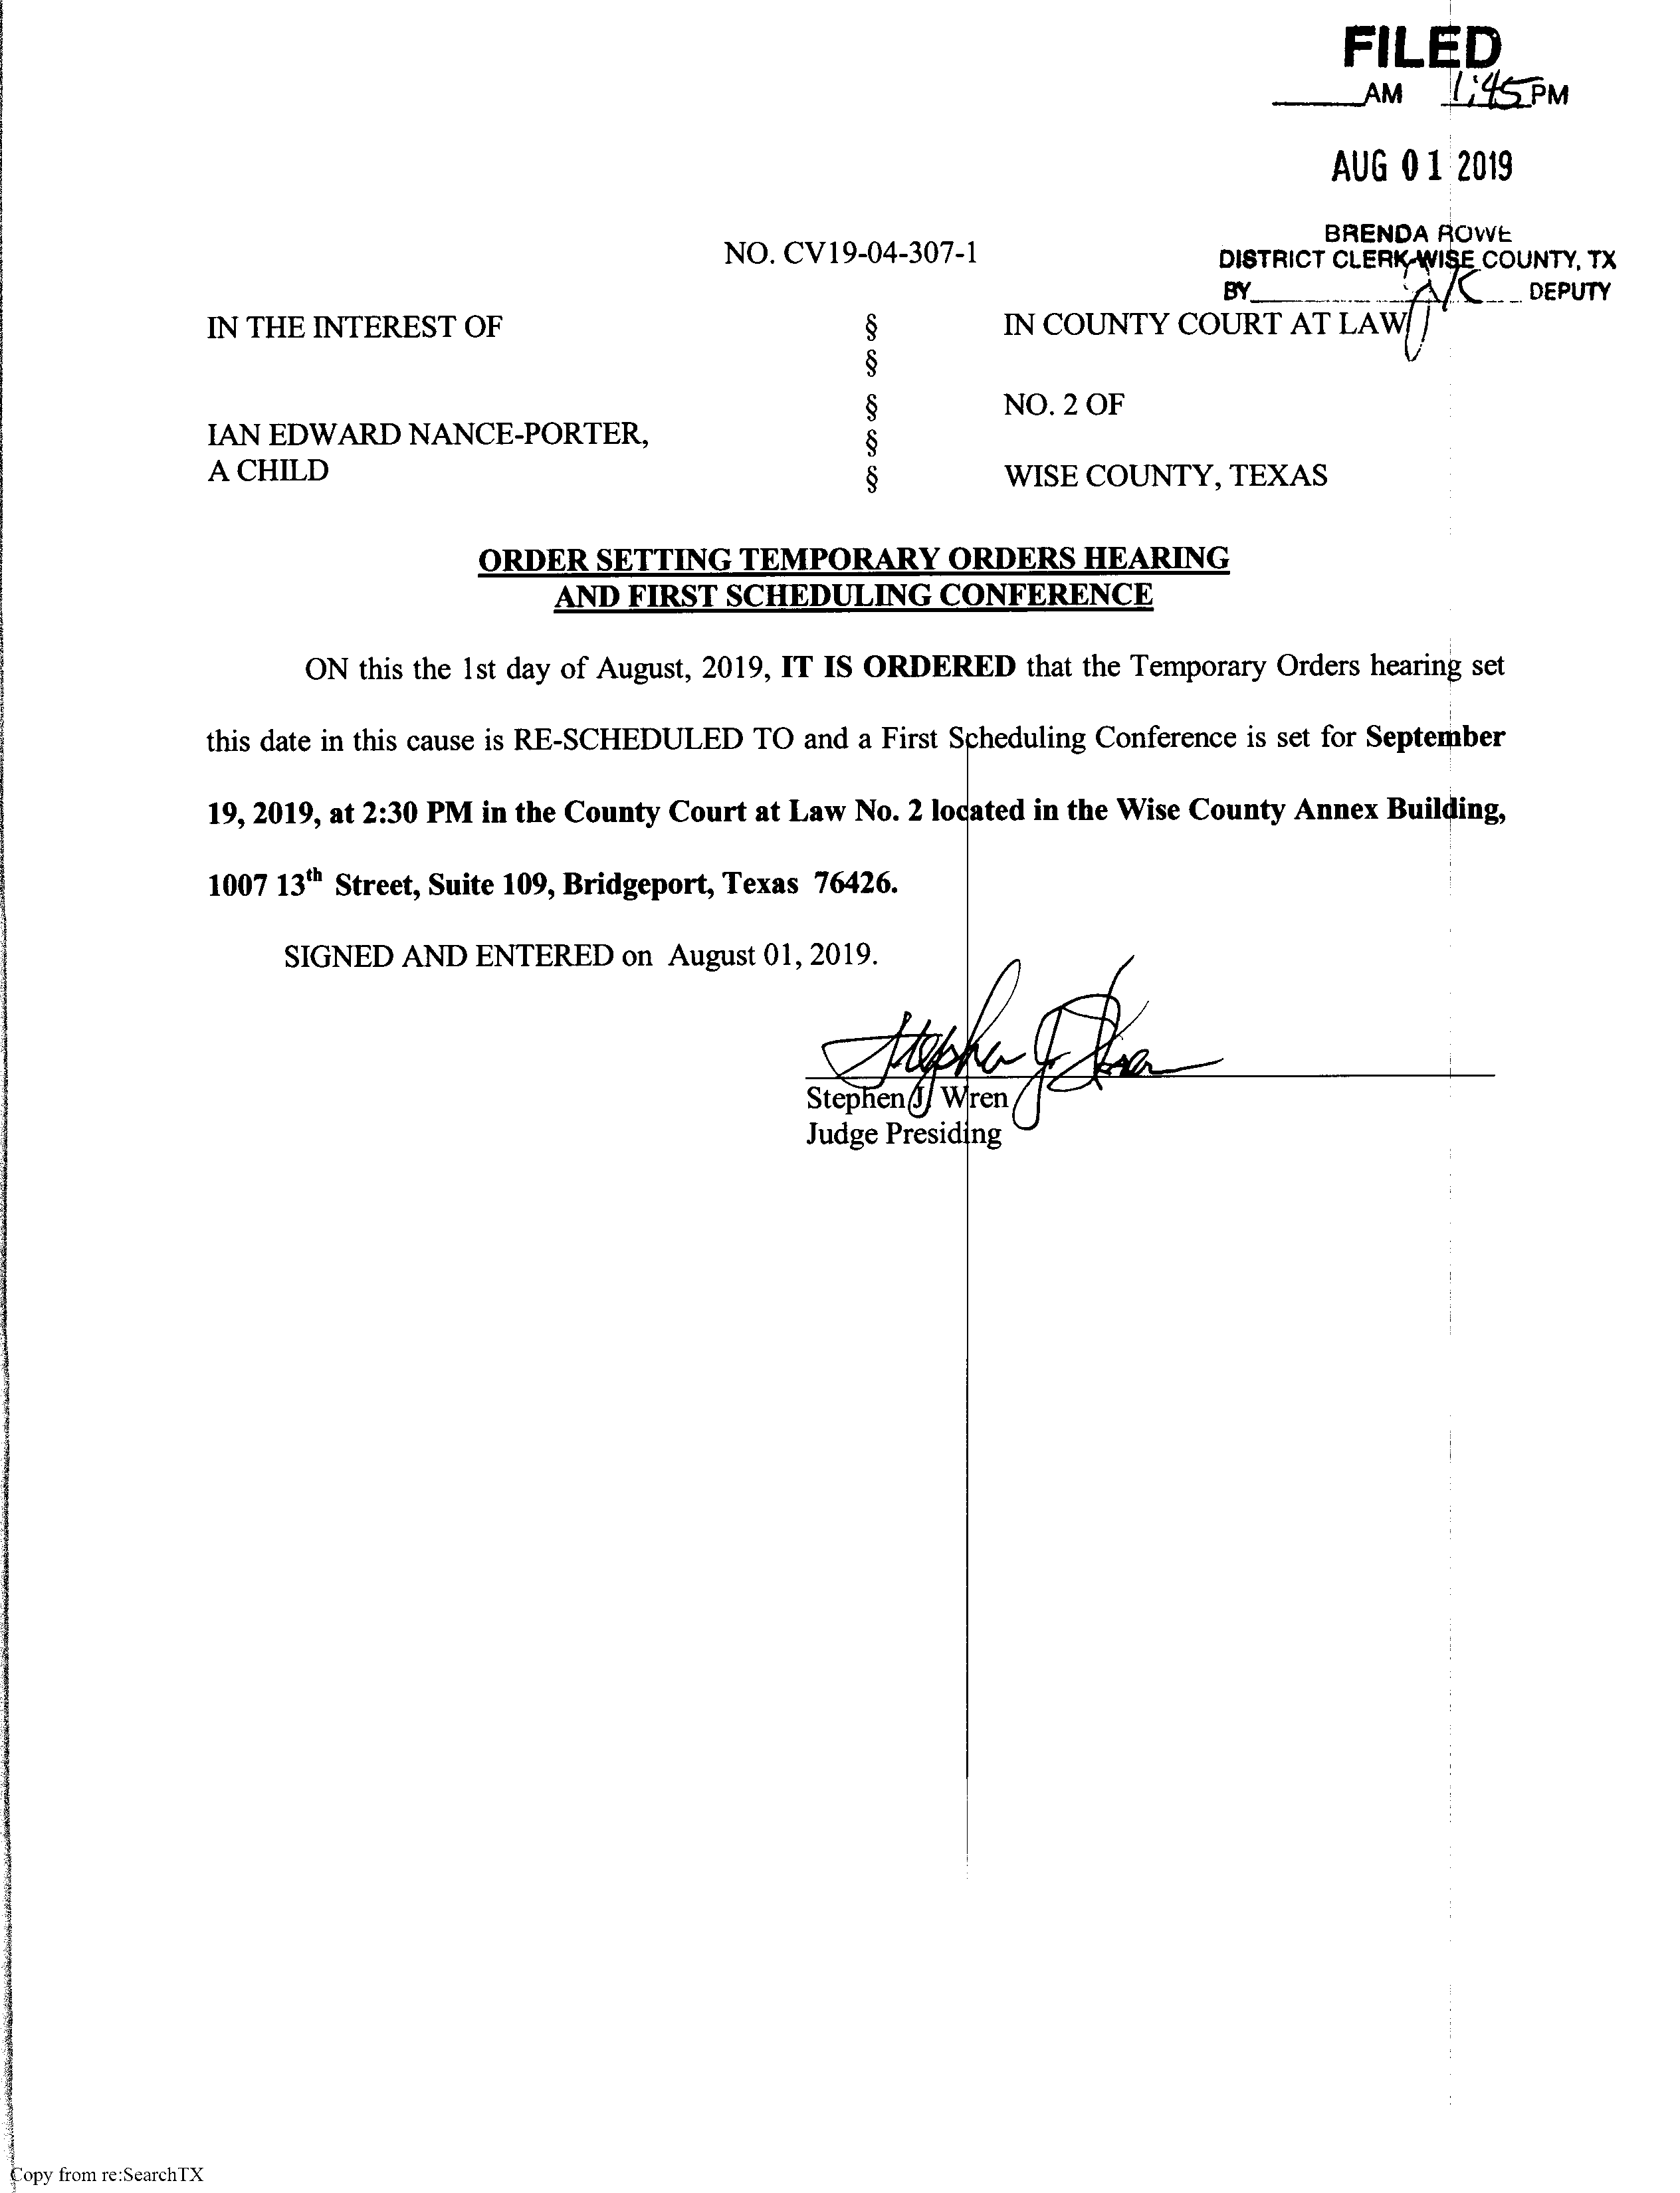 FILED
AM 1:45 PM
AUG 01 2019
BRENDA ROWE
DISTRICT CLERK-WISE COUNTY, TX
BY DEPUTY
NO. CV19-04-307-1
IN THE INTEREST OF § IN COUNTY COURT AT LAW
§
§ NO. 2 OF
IAN EDWARD NANCE-PORTER, §
A CHILD § WISE COUNTY, TEXAS
ORDER SETTING TEMPORARY ORDERS HEARING
AND FIRST SCHEDULING CONFERENCE
ON this the 1st day of August, 2019, IT IS ORDERED that the Temporary Orders hearing set
this date in this cause is RE-SCHEDULED TO and a First Scheduling Conference is set for September
19, 2019, at 2:30 PM in the County Court at Law No. 2 located in the Wise County Annex Building,
1007 13th Street, Suite 109, Bridgeport, Texas 76426.
SIGNED AND ENTERED on August 01, 2019.
Stephen J. Wren
Judge Presiding
Copy from re:SearchTX